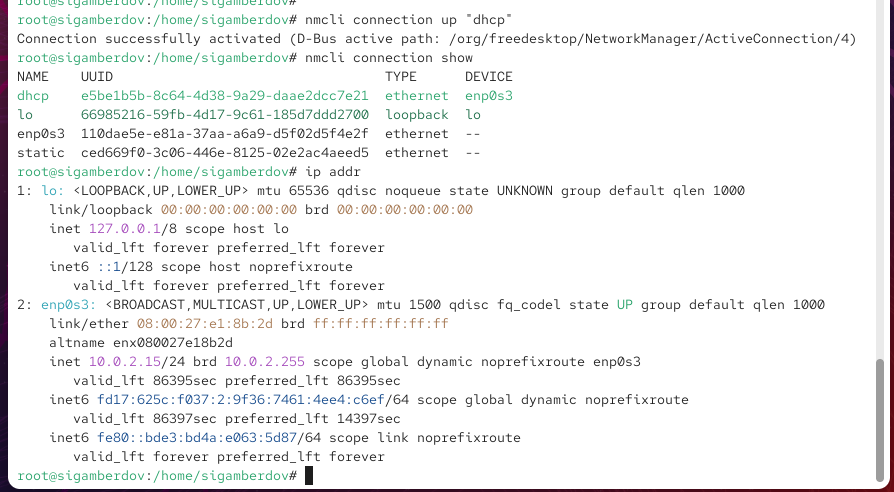 root@sigamberdov:/home/sigamberdov#
root@sigamberdov:/home/sigamberdov# nmcli connection up "dhcp"
Connection successfully activated (D-Bus active path: /org/freedesktop/NetworkManager/ActiveConnection/4)
root@sigamberdov:/home/sigamberdov# nmcli connection show
NAME    UUID                                  TYPE      DEVICE
dhcp    e5be1b5b-8c64-4d38-9a29-daae2dcc7e21  ethernet  enp0s3
lo      66985216-59fb-4d17-9c61-185d7ddd2700  loopback  lo
enp0s3  110dae5e-e81a-37aa-a6a9-d5f02d5f4e2f  ethernet  --
static  ced669f0-3c06-446e-8125-02e2ac4aeed5  ethernet  --
root@sigamberdov:/home/sigamberdov# ip addr
1: lo: <LOOPBACK,UP,LOWER_UP> mtu 65536 qdisc noqueue state UNKNOWN group default qlen 1000
    link/loopback 00:00:00:00:00:00 brd 00:00:00:00:00:00
    inet 127.0.0.1/8 scope host lo
       valid_lft forever preferred_lft forever
    inet6 ::1/128 scope host noprefixroute
       valid_lft forever preferred_lft forever
2: enp0s3: <BROADCAST,MULTICAST,UP,LOWER_UP> mtu 1500 qdisc fq_codel state UP group default qlen 1000
    link/ether 08:00:27:e1:8b:2d brd ff:ff:ff:ff:ff:ff
    altname enx080027e18b2d
    inet 10.0.2.15/24 brd 10.0.2.255 scope global dynamic noprefixroute enp0s3
       valid_lft 86395sec preferred_lft 86395sec
    inet6 fd17:625c:f037:2:9f36:7461:4ee4:c6ef/64 scope global dynamic noprefixroute
       valid_lft 86397sec preferred_lft 14397sec
    inet6 fe80::bde3:bd4a:e063:5d87/64 scope link noprefixroute
       valid_lft forever preferred_lft forever
root@sigamberdov:/home/sigamberdov#